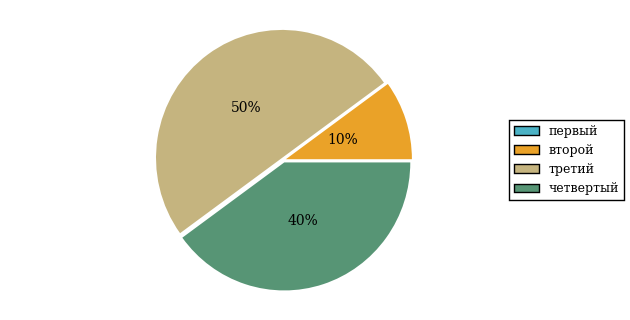 50%
10%
40%
первый
второй
третий
четвертый